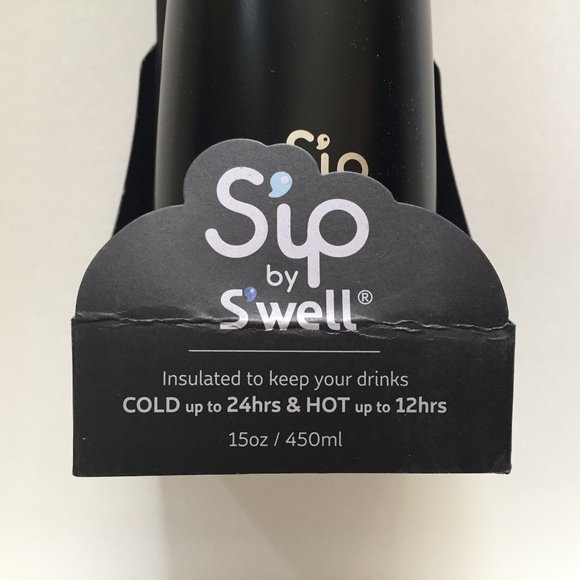 S'ip
S'ip
by
S'well®
Insulated to keep your drinks
COLD up to 24hrs & HOT up to 12hrs
15oz / 450ml